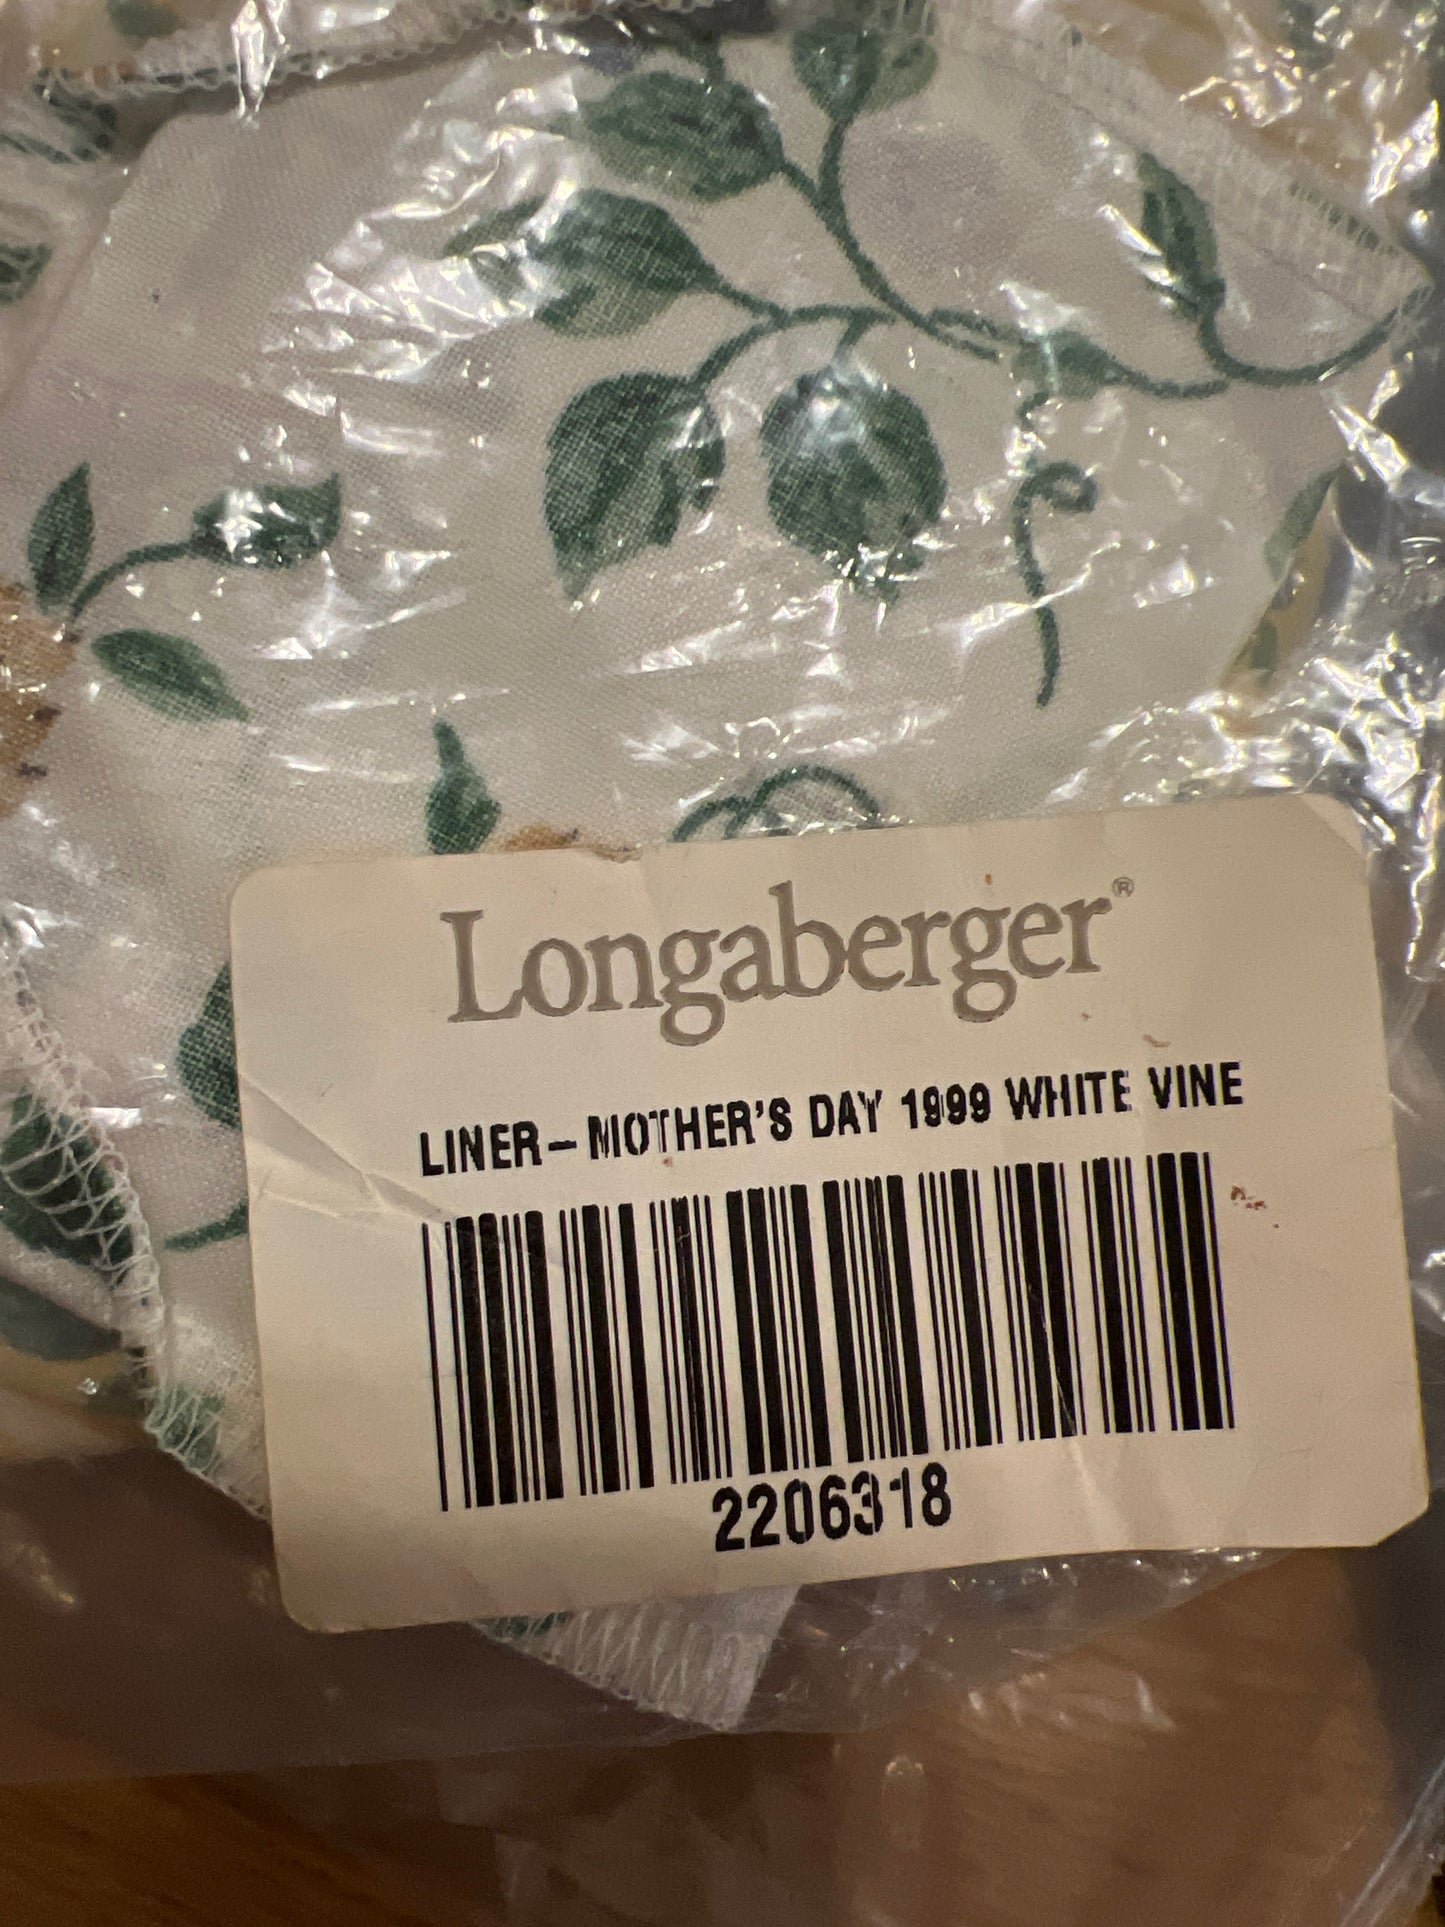 Longaberger®
LINER– MOTHER'S DAY 1999 WHITE VINE
2206318